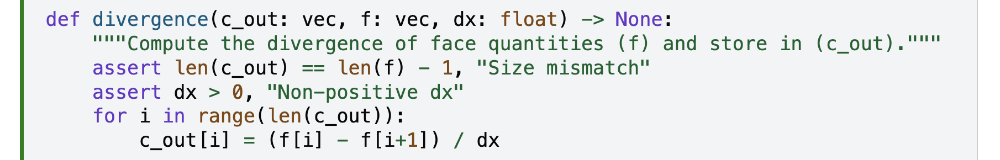 def divergence(c_out: vec, f: vec, dx: float) -> None:
    """Compute the divergence of face quantities (f) and store in (c_out)."""
    assert len(c_out) == len(f) - 1, "Size mismatch"
    assert dx > 0, "Non-positive dx"
    for i in range(len(c_out)):
        c_out[i] = (f[i] - f[i+1]) / dx